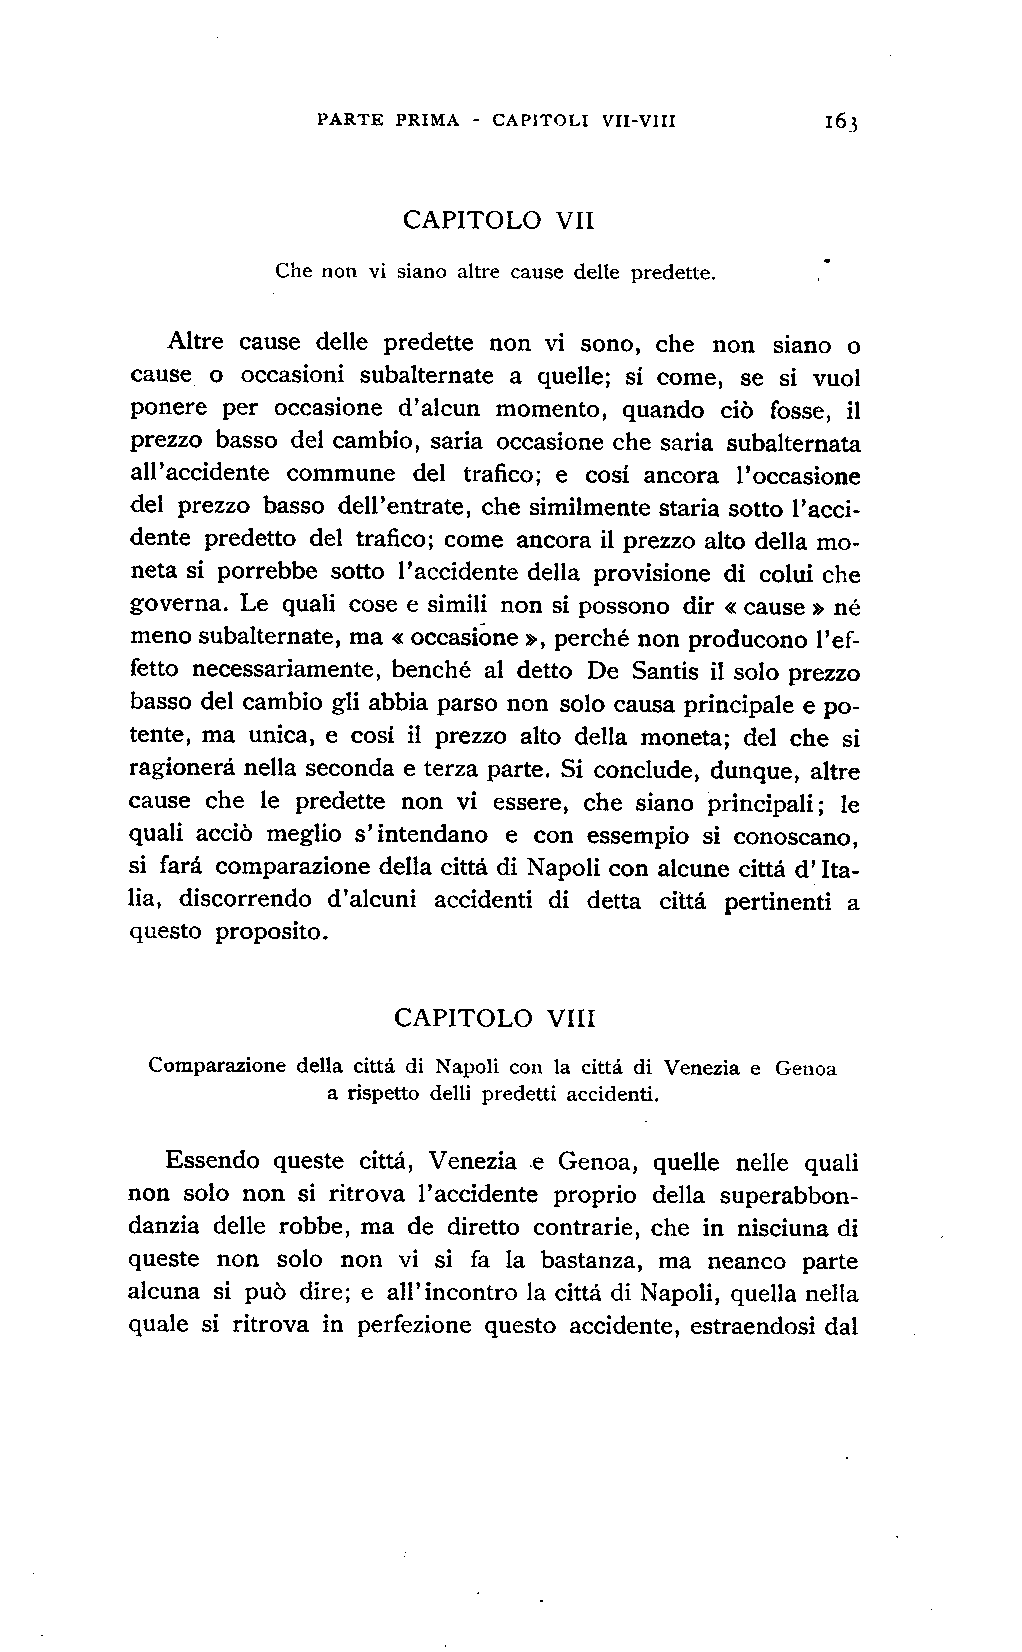 PARTE PRIMA - CAPITOLI VII-VIII 163
CAPITOLO VII
Che non vi siano altre cause delle predette.
Altre cause delle predette non vi sono, che non siano o
cause o occasioni subalternate a quelle; sí come, se si vuol
ponere per occasione d'alcun momento, quando ciò fosse, il
prezzo basso del cambio, saria occasione che saria subalternata
all'accidente commune del trafico; e cosí ancora l'occasione
del prezzo basso dell'entrate, che similmente staria sotto l'acci-
dente predetto del trafico; come ancora il prezzo alto della mo-
neta si porrebbe sotto l'accidente della provisione di colui che
governa. Le quali cose e simili non si possono dir « cause » né
meno subalternate, ma « occasione », perché non producono l'ef-
fetto necessariamente, benché al detto De Santis il solo prezzo
basso del cambio gli abbia parso non solo causa principale e po-
tente, ma unica, e cosi il prezzo alto della moneta; del che si
ragionerá nella seconda e terza parte. Si conclude, dunque, altre
cause che le predette non vi essere, che siano principali; le
quali acciò meglio s'intendano e con essempio si conoscano,
si fará comparazione della cittá di Napoli con alcune cittá d'Ita-
lia, discorrendo d'alcuni accidenti di detta cittá pertinenti a
questo proposito.
CAPITOLO VIII
Comparazione della cittá di Napoli con la cittá di Venezia e Genoa
a rispetto delli predetti accidenti.
Essendo queste cittá, Venezia e Genoa, quelle nelle quali
non solo non si ritrova l'accidente proprio della superabbon-
danzia delle robbe, ma de diretto contrarie, che in nisciuna di
queste non solo non vi si fa la bastanza, ma neanco parte
alcuna si può dire; e all'incontro la cittá di Napoli, quella nella
quale si ritrova in perfezione questo accidente, estraendosi dal